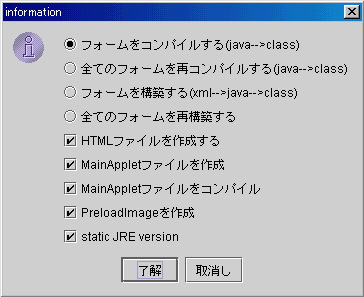 information
フォームをコンパイルする(java-->class)
全てのフォームを再コンパイルする(java-->class)
フォームを構築する(xml-->java-->class)
全てのフォームを再構築する
HTMLファイルを作成する
MainAppletファイルを作成
MainAppletファイルをコンパイル
PreloadImageを作成
static JRE version
了解
取消し